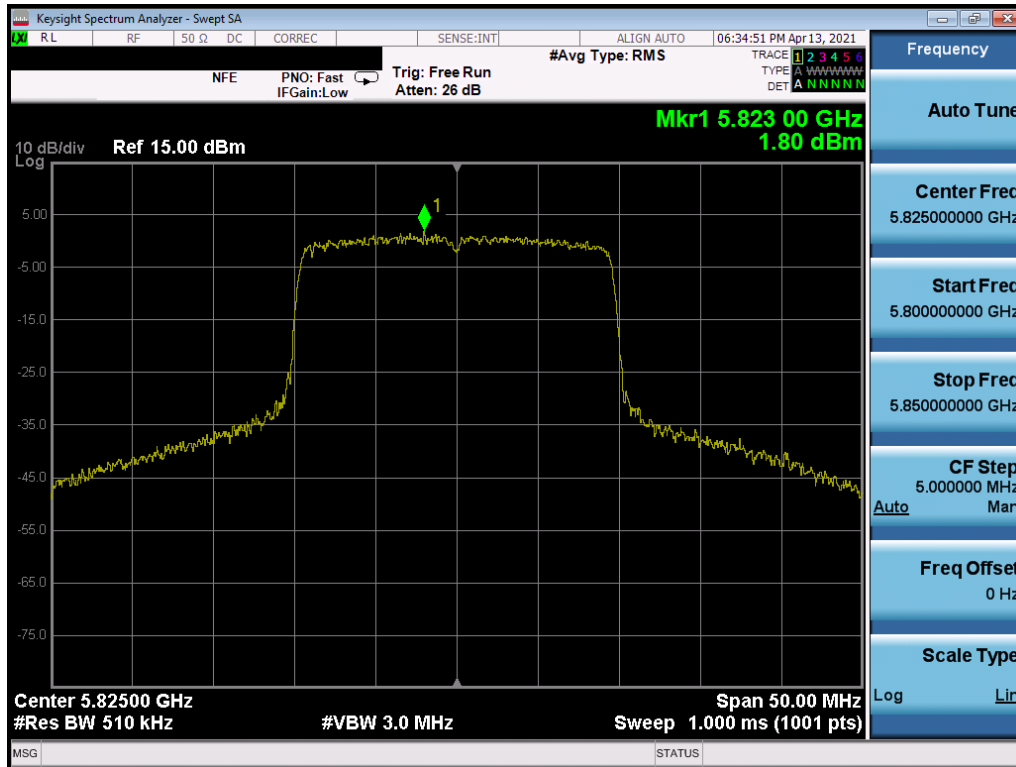 Keysight Spectrum Analyzer - Swept SA
LXI RL RF 50 Ω DC CORREC SENSE:INT ALIGN AUTO 06:34:51 PM Apr 13, 2021
NFE PNO: Fast Trig: Free Run #Avg Type: RMS TRACE 1 2 3 4 5 6
IFGain:Low Atten: 26 dB TYPE A WWWWW
DET A N N N N N
Mkr1 5.823 00 GHz
1.80 dBm
10 dB/div Ref 15.00 dBm
Log
5.00
-5.00
-15.0
-25.0
-35.0
-45.0
-55.0
-65.0
-75.0
1
Center 5.82500 GHz Span 50.00 MHz
#Res BW 510 kHz #VBW 3.0 MHz Sweep 1.000 ms (1001 pts)
MSG STATUS
Frequency
Auto Tune
Center Freq
5.825000000 GHz
Start Freq
5.800000000 GHz
Stop Freq
5.850000000 GHz
CF Step
5.000000 MHz
Auto Man
Freq Offset
0 Hz
Scale Type
Log Lin